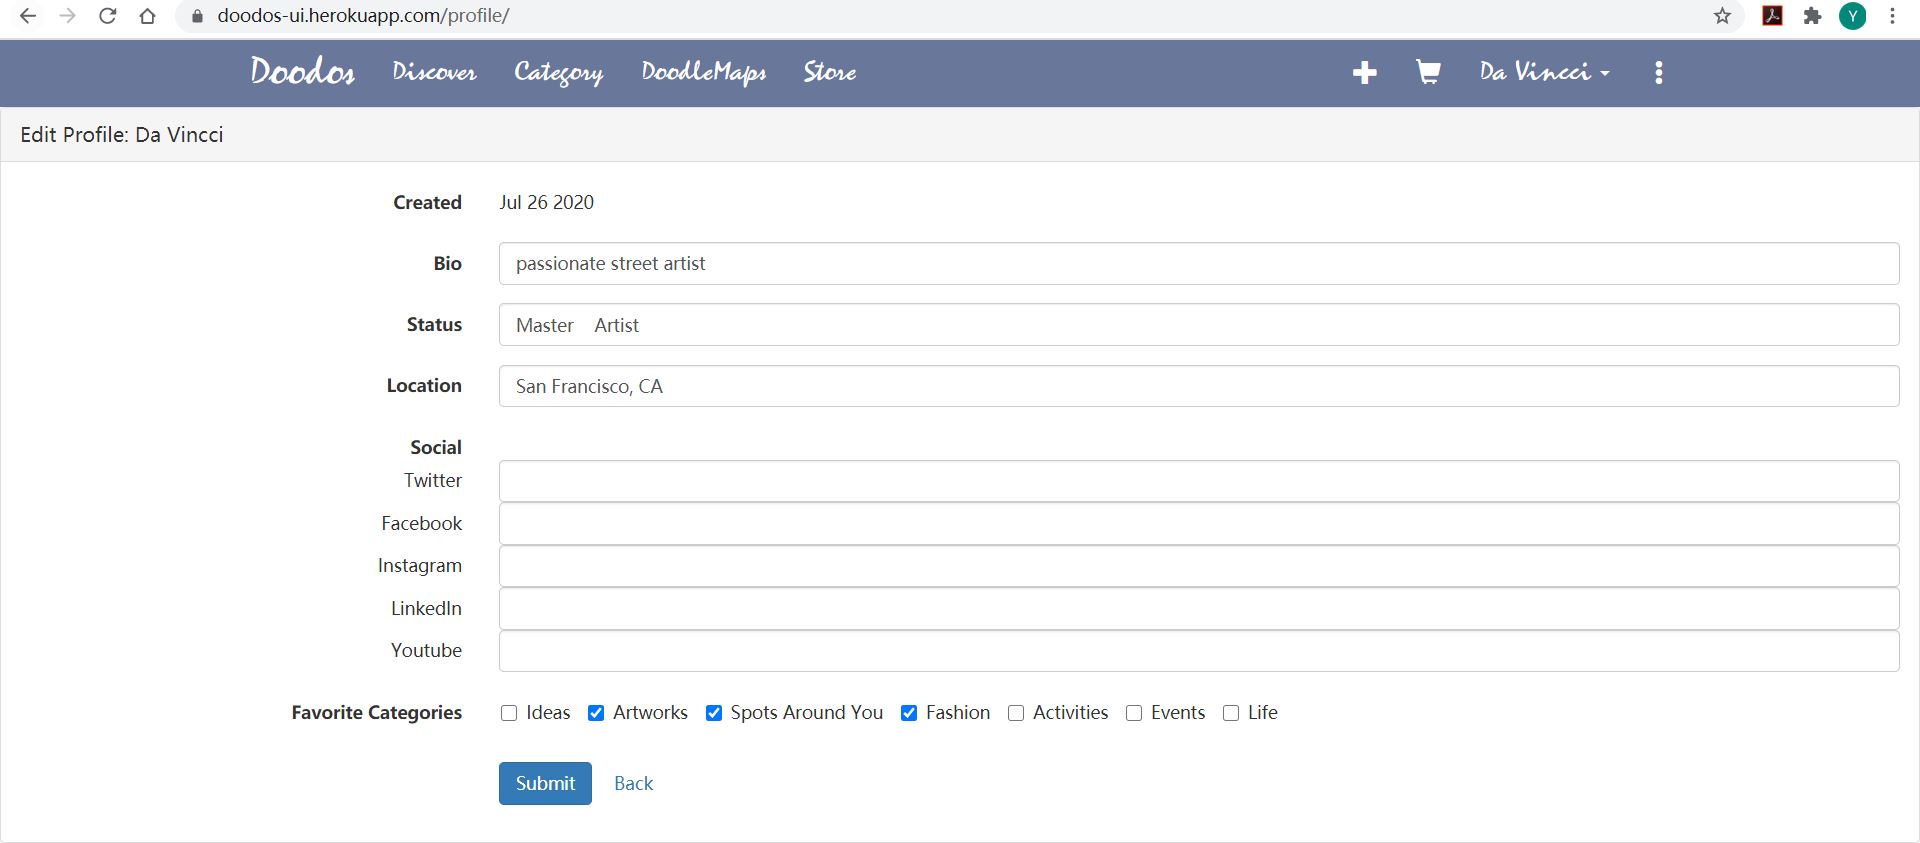 doodos-ui.herokuapp.com/profile/
Y
Doodos Discover Category DoodleMaps Store Da Vincci
Edit Profile: Da Vincci
Created Jul 26 2020
Bio passionate street artist
Status Master Artist
Location San Francisco, CA
Social
Twitter
Facebook
Instagram
LinkedIn
Youtube
Favorite Categories Ideas Artworks Spots Around You Fashion Activities Events Life
Submit Back